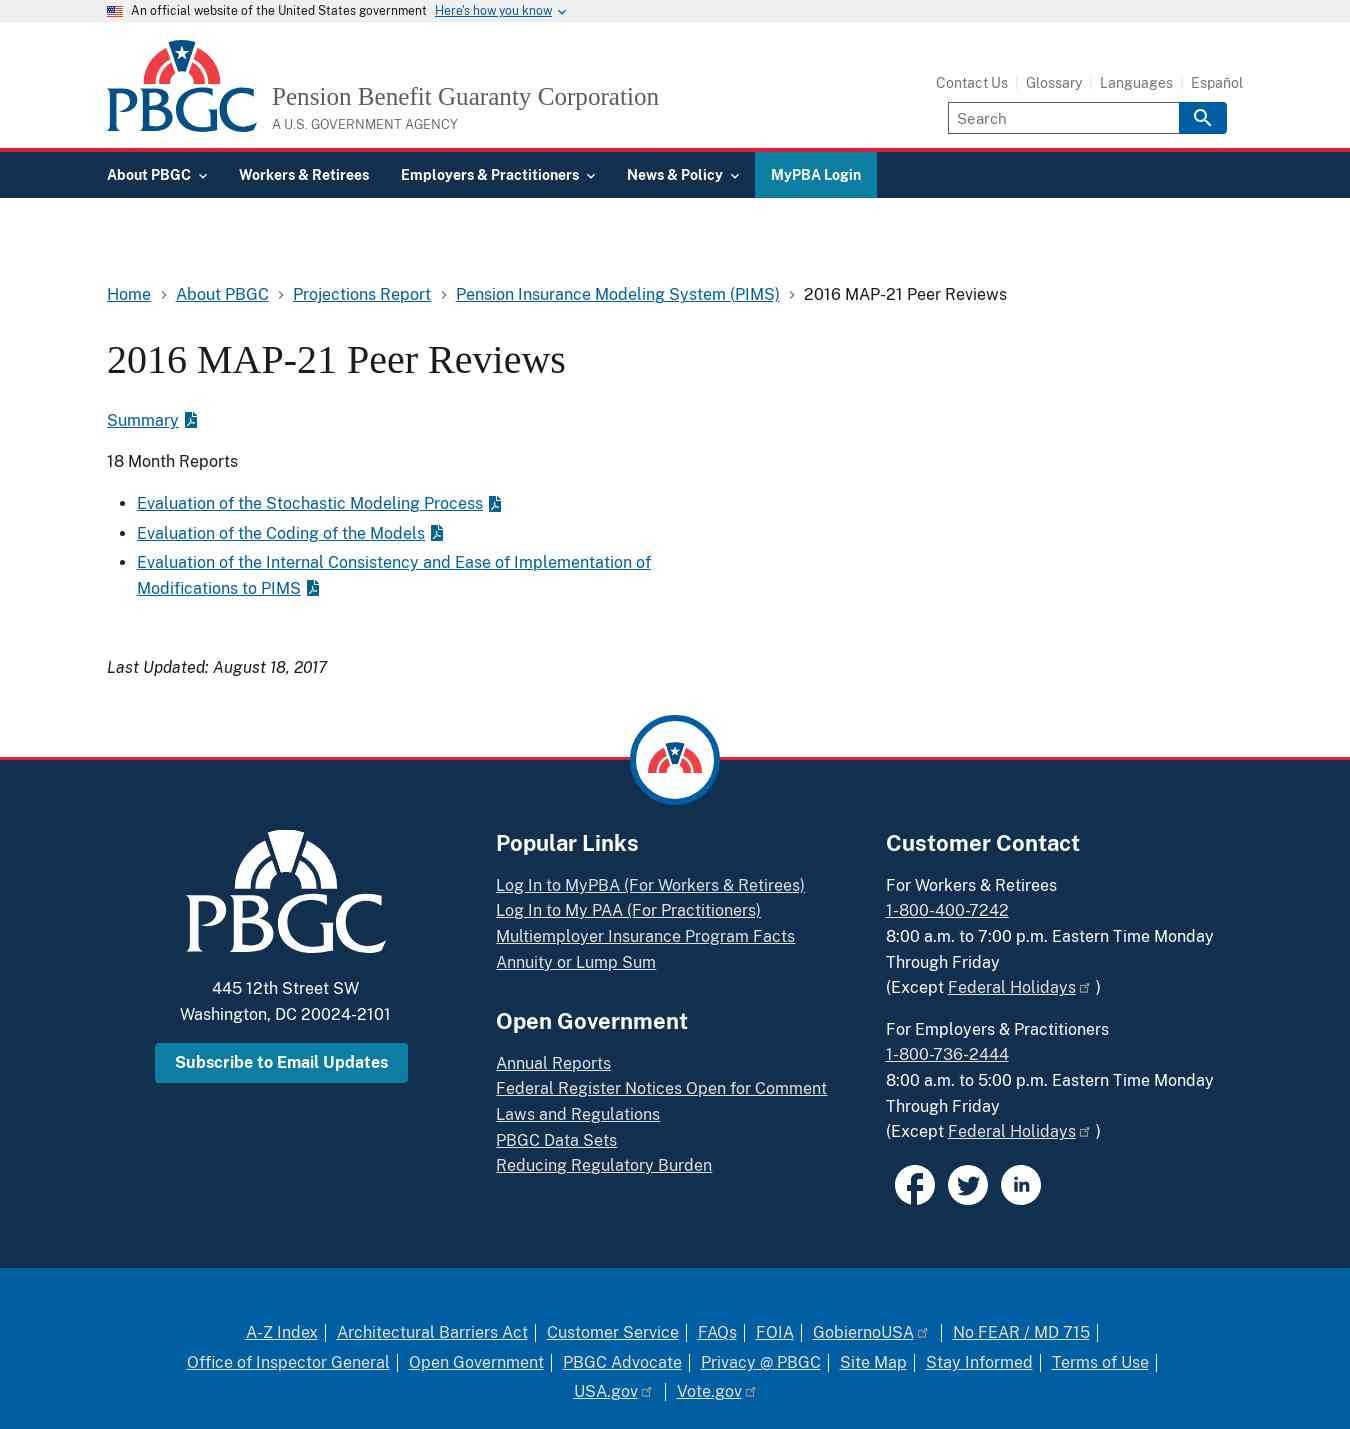 An official website of the United States government Here's how you know
PBGC
Pension Benefit Guaranty Corporation
A U.S. GOVERNMENT AGENCY
Contact Us Glossary Languages Español
Search
About PBGC Workers & Retirees Employers & Practitioners News & Policy MyPBA Login
Home About PBGC Projections Report Pension Insurance Modeling System (PIMS) 2016 MAP-21 Peer Reviews
2016 MAP-21 Peer Reviews
Summary
18 Month Reports
Evaluation of the Stochastic Modeling Process
Evaluation of the Coding of the Models
Evaluation of the Internal Consistency and Ease of Implementation of
Modifications to PIMS
Last Updated: August 18, 2017
PBGC
445 12th Street SW
Washington, DC 20024-2101
Subscribe to Email Updates
Popular Links
Log In to MyPBA (For Workers & Retirees)
Log In to My PAA (For Practitioners)
Multiemployer Insurance Program Facts
Annuity or Lump Sum
Open Government
Annual Reports
Federal Register Notices Open for Comment
Laws and Regulations
PBGC Data Sets
Reducing Regulatory Burden
Customer Contact
For Workers & Retirees
1-800-400-7242
8:00 a.m. to 7:00 p.m. Eastern Time Monday
Through Friday
(Except Federal Holidays )
For Employers & Practitioners
1-800-736-2444
8:00 a.m. to 5:00 p.m. Eastern Time Monday
Through Friday
(Except Federal Holidays )
in
A-Z Index Architectural Barriers Act Customer Service FAQs FOIA GobiernoUSA No FEAR / MD 715
Office of Inspector General Open Government PBGC Advocate Privacy @ PBGC Site Map Stay Informed Terms of Use
USA.gov Vote.gov